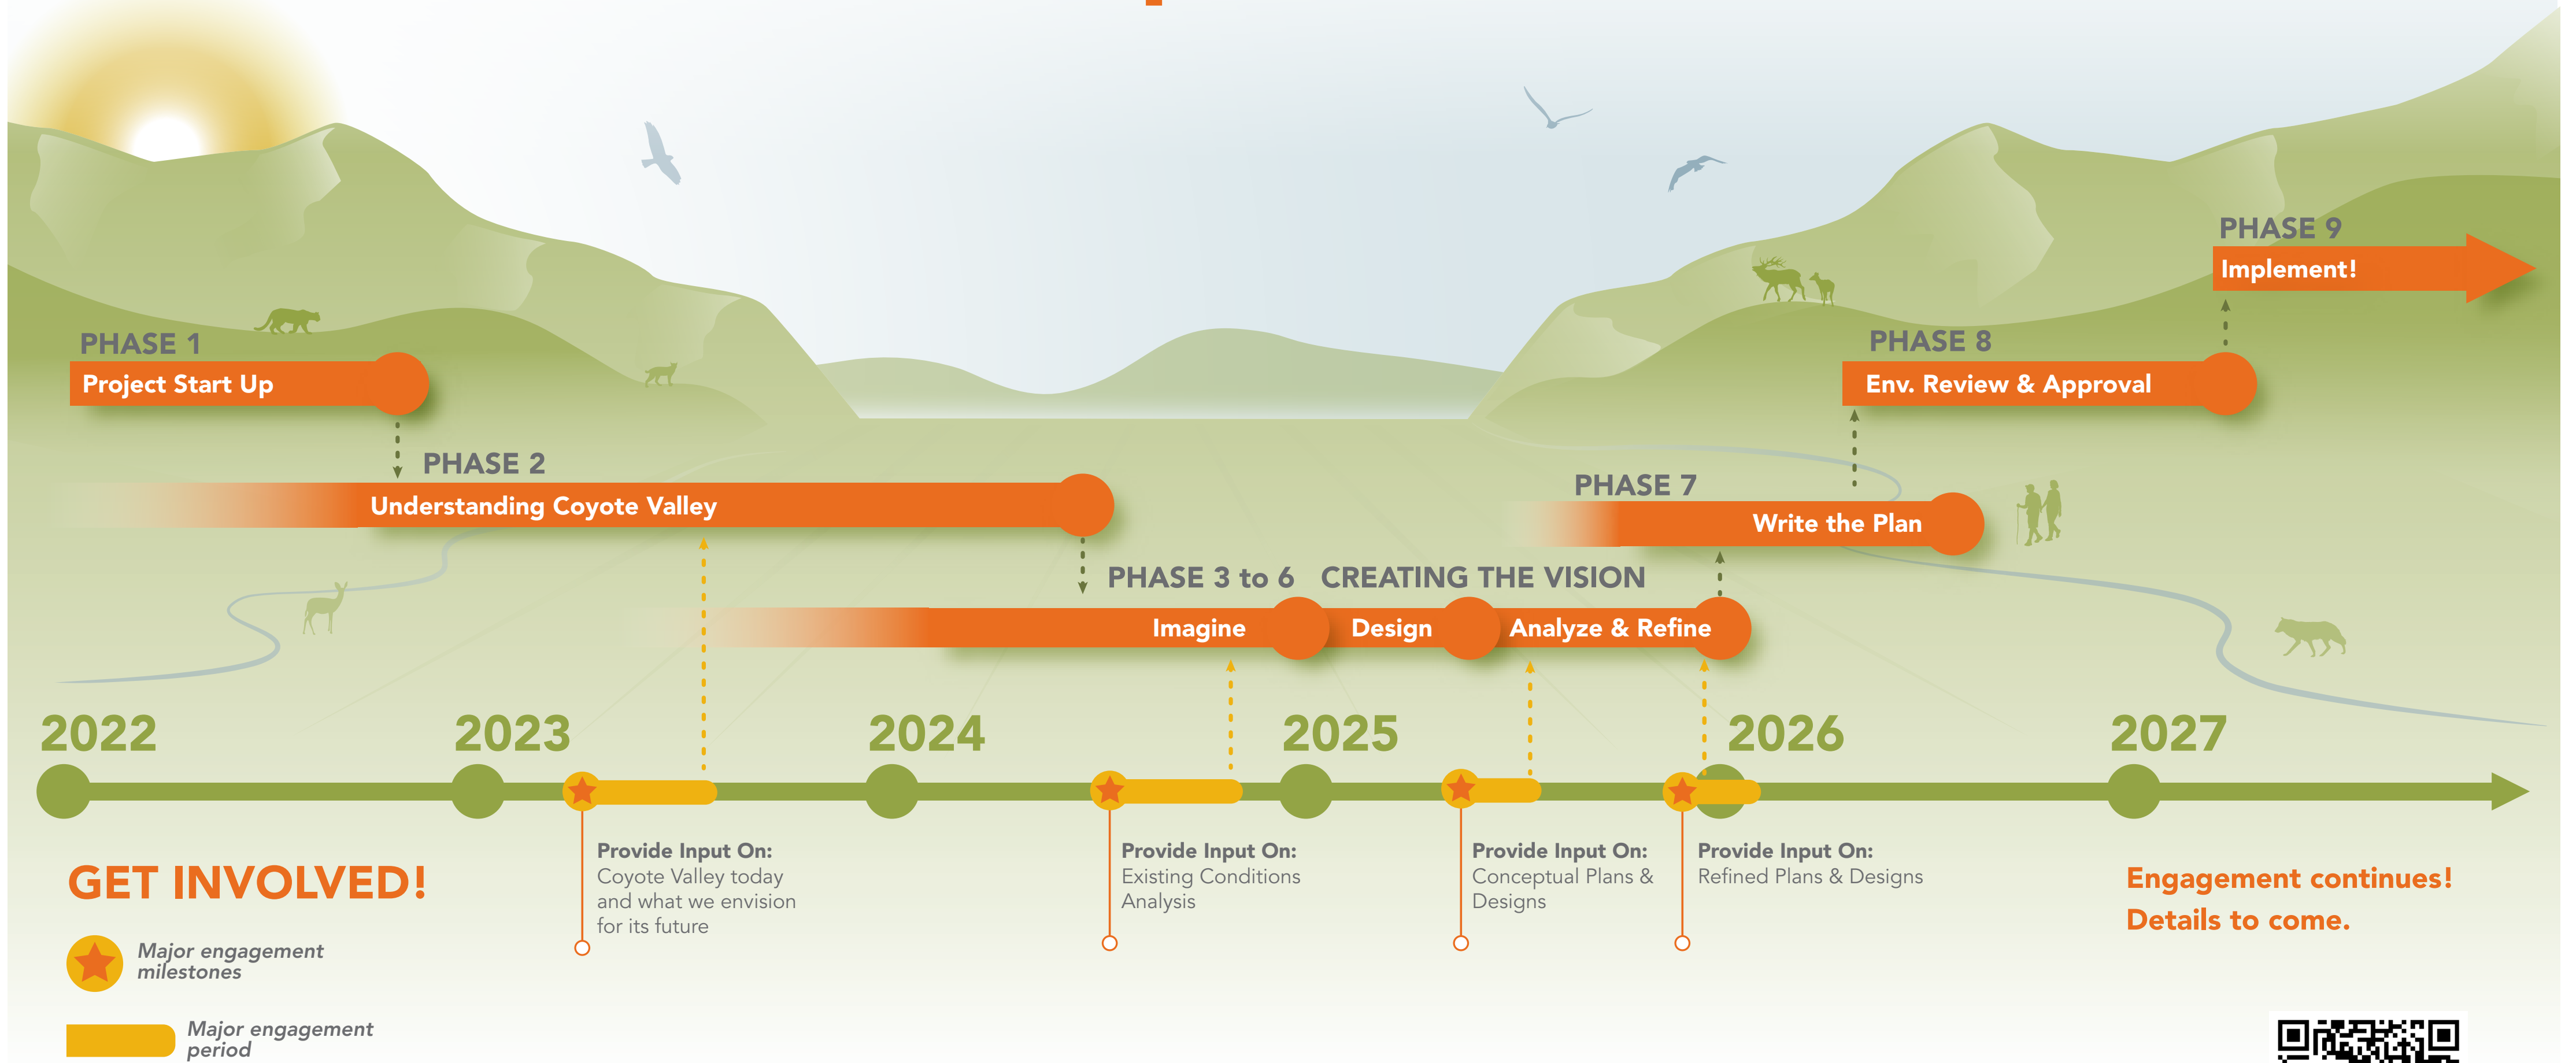 PHASE 9
Implement!
PHASE 1
Project Start Up
PHASE 8
Env. Review & Approval
PHASE 2
Understanding Coyote Valley
PHASE 7
Write the Plan
PHASE 3 to 6 CREATING THE VISION
Imagine
Design
Analyze & Refine
2022
2023
2024
2025
2026
2027
GET INVOLVED!
Major engagement
milestones
Major engagement
period
Provide Input On:
Coyote Valley today
and what we envision
for its future
Provide Input On:
Existing Conditions
Analysis
Provide Input On:
Conceptual Plans &
Designs
Provide Input On:
Refined Plans & Designs
Engagement continues!
Details to come.